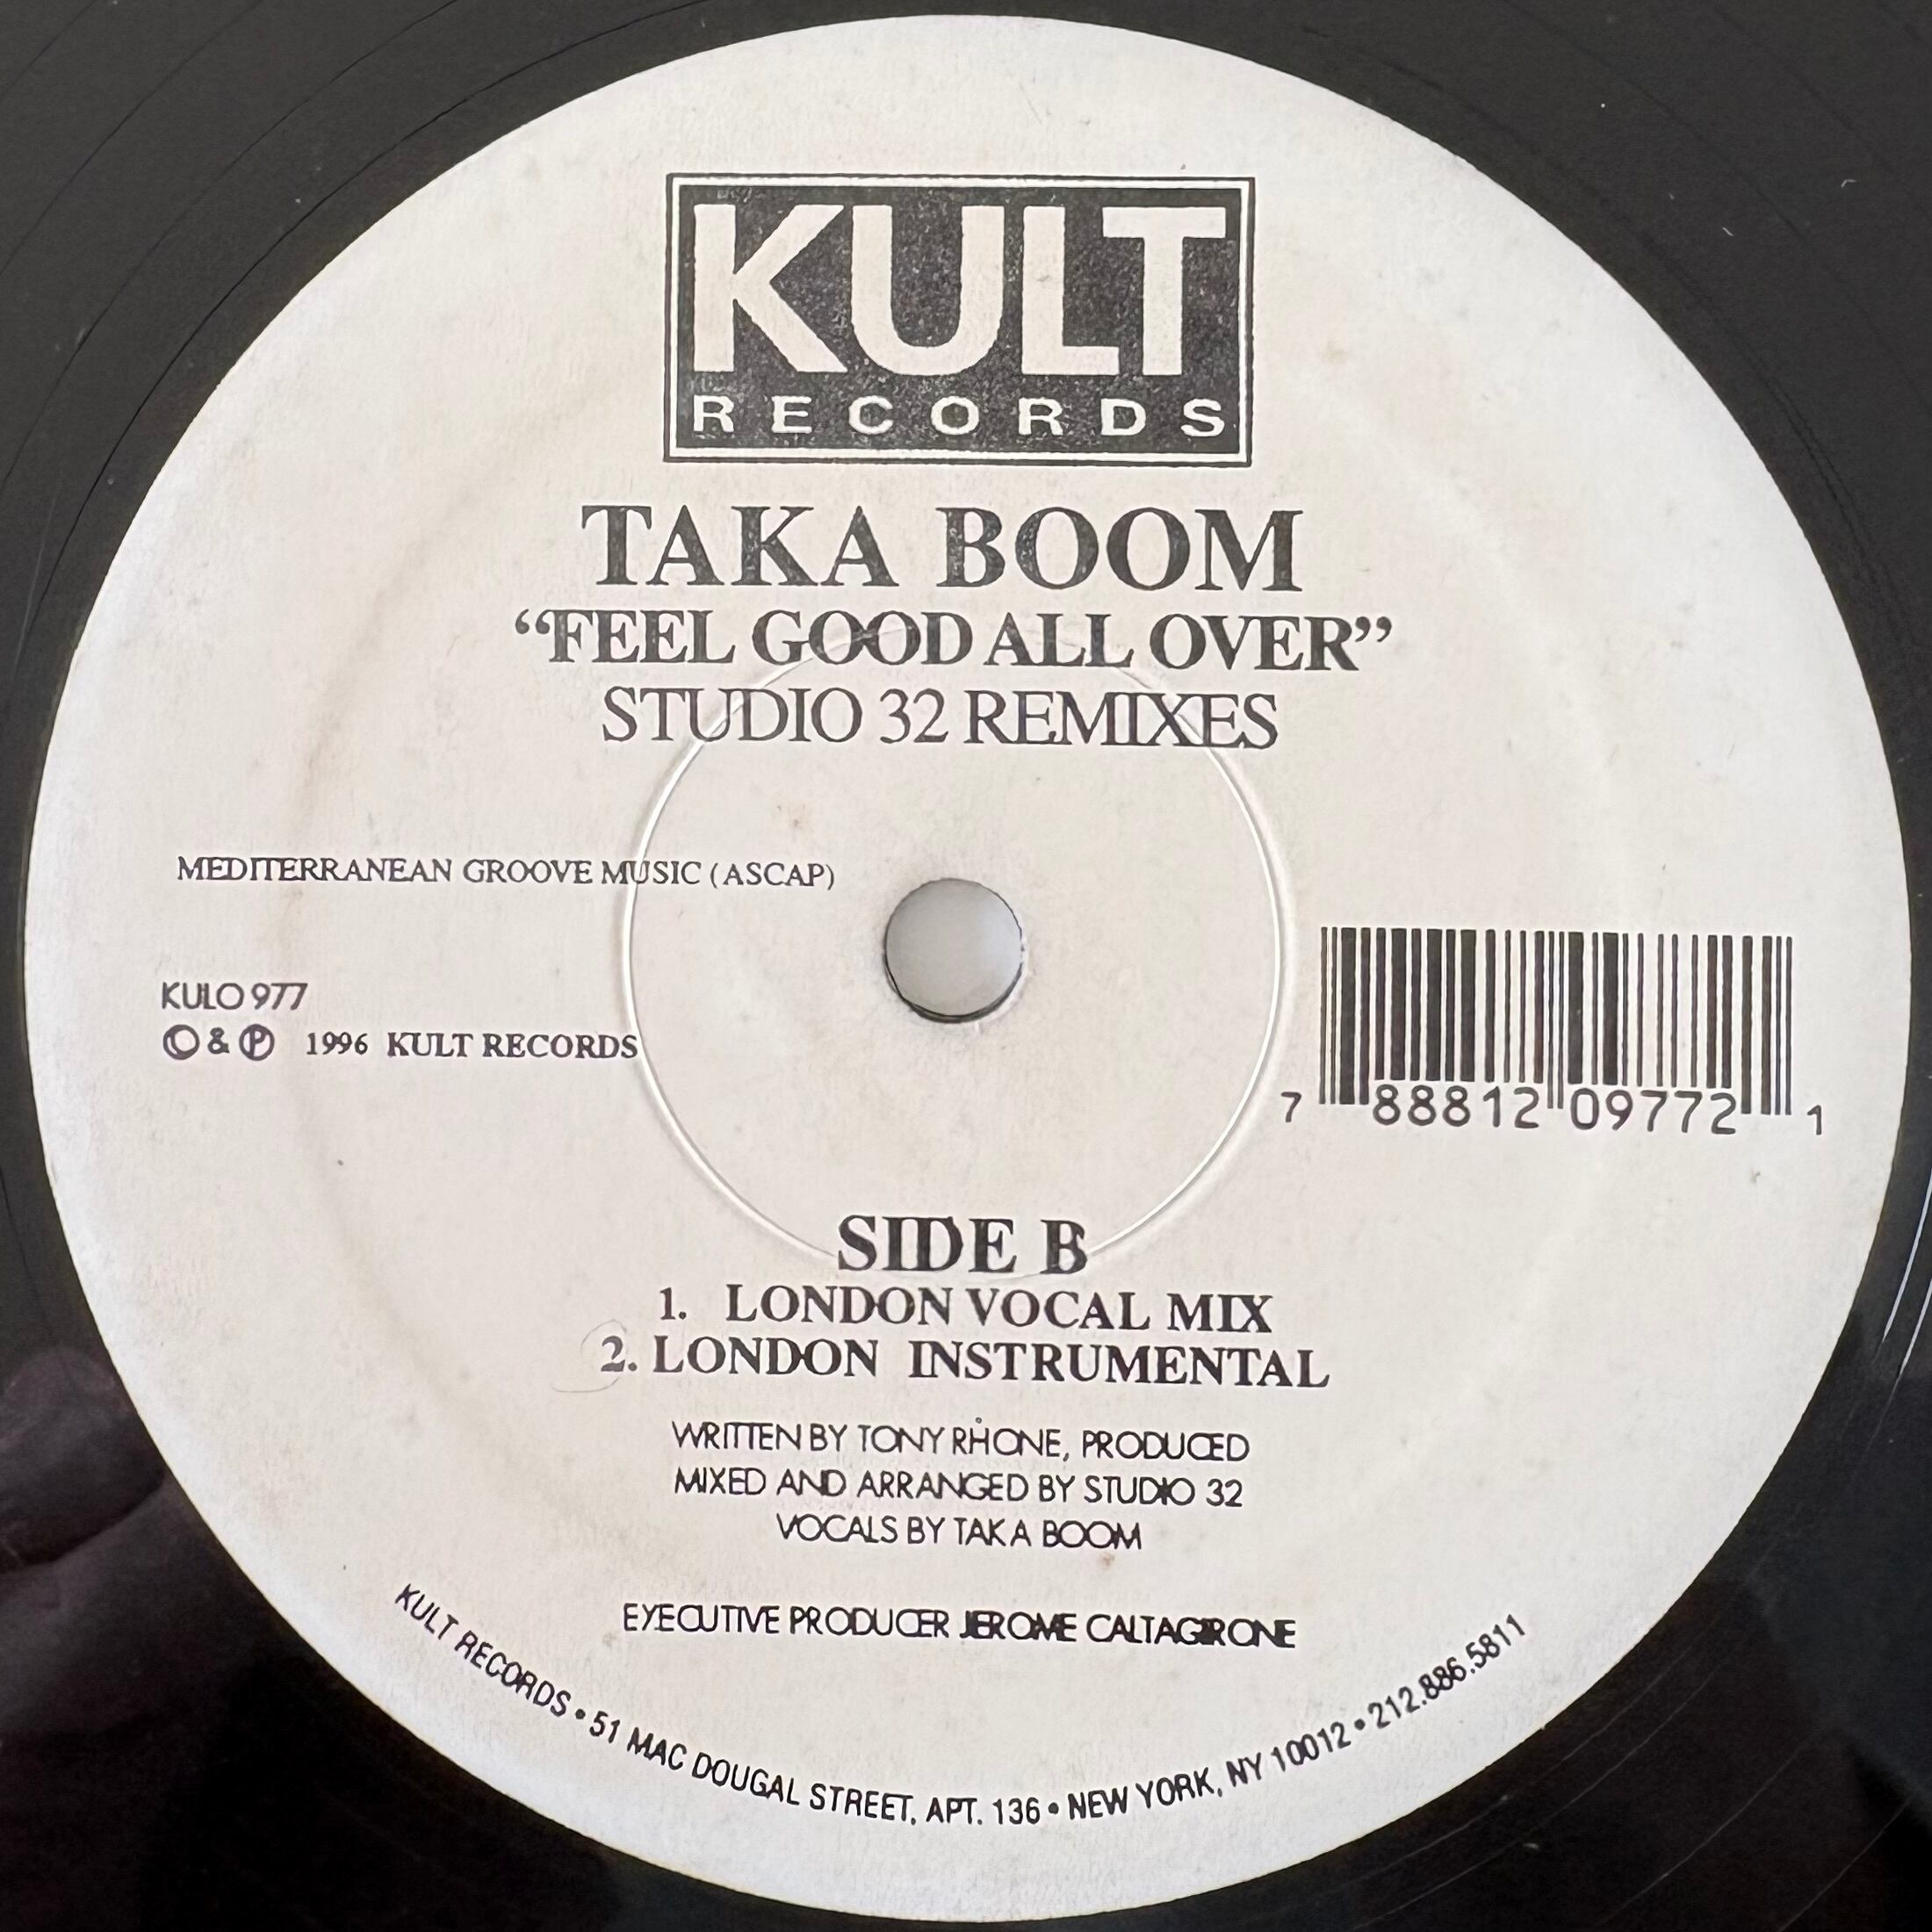 KULT
RECORDS
TAKA BOOM
“FEEL GOOD ALL OVER”
STUDIO 32 REMIXES
MEDITERRANEAN GROOVE MUSIC (ASCAP)
KULO 977
© & ℗ 1996 KULT RECORDS
7 88812 09772 1
SIDE B
1. LONDON VOCAL MIX
2. LONDON INSTRUMENTAL
WRITTEN BY TONY RHONE, PRODUCED
MIXED AND ARRANGED BY STUDIO 32
VOCALS BY TAKA BOOM
EYECUTIVE PRODUCER JEROME CALTAGIRONE
KULT RECORDS • 51 MAC DOUGAL STREET, APT. 136 • NEW YORK, NY 10012 • 212.886.5811